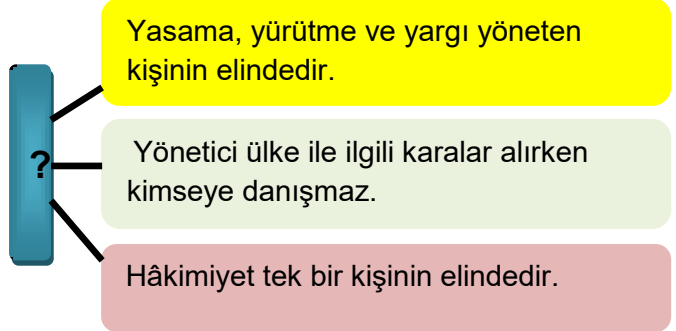 Yasama, yürütme ve yargı yöneten
kişinin elindedir.
?
Yönetici ülke ile ilgili karalar alırken
kimseye danışmaz.
Hâkimiyet tek bir kişinin elindedir.